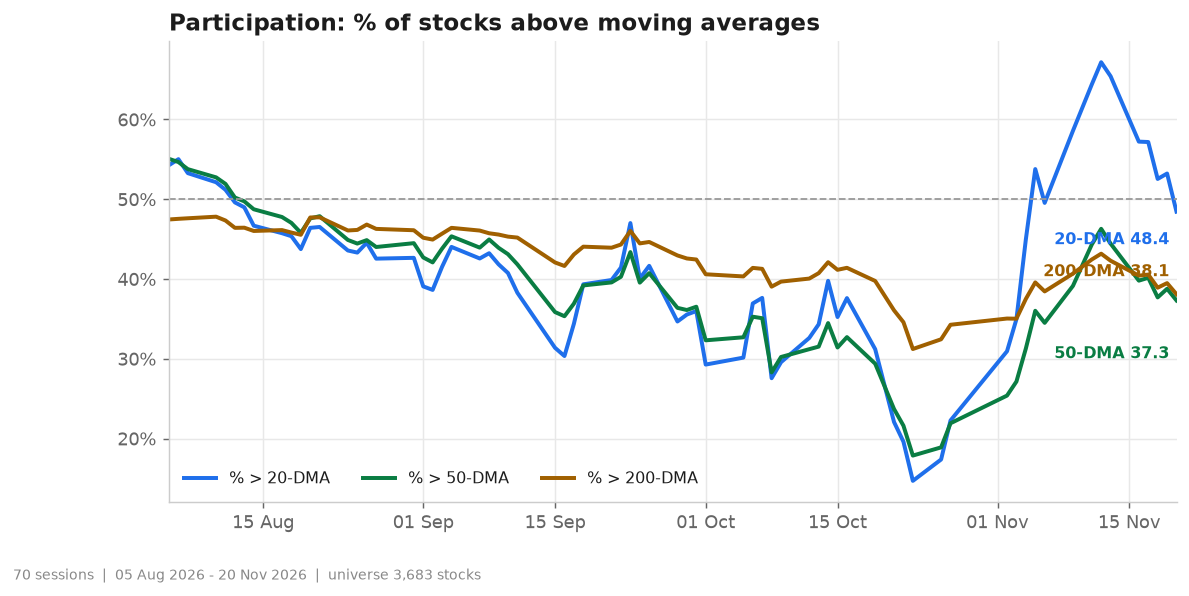 Participation: % of stocks above moving averages
60%
50%
40%
30%
20%
20-DMA 48.4
200-DMA 38.1
50-DMA 37.3
% > 20-DMA
% > 50-DMA
% > 200-DMA
15 Aug
01 Sep
15 Sep
01 Oct
15 Oct
01 Nov
15 Nov
70 sessions | 05 Aug 2026 - 20 Nov 2026 | universe 3,683 stocks